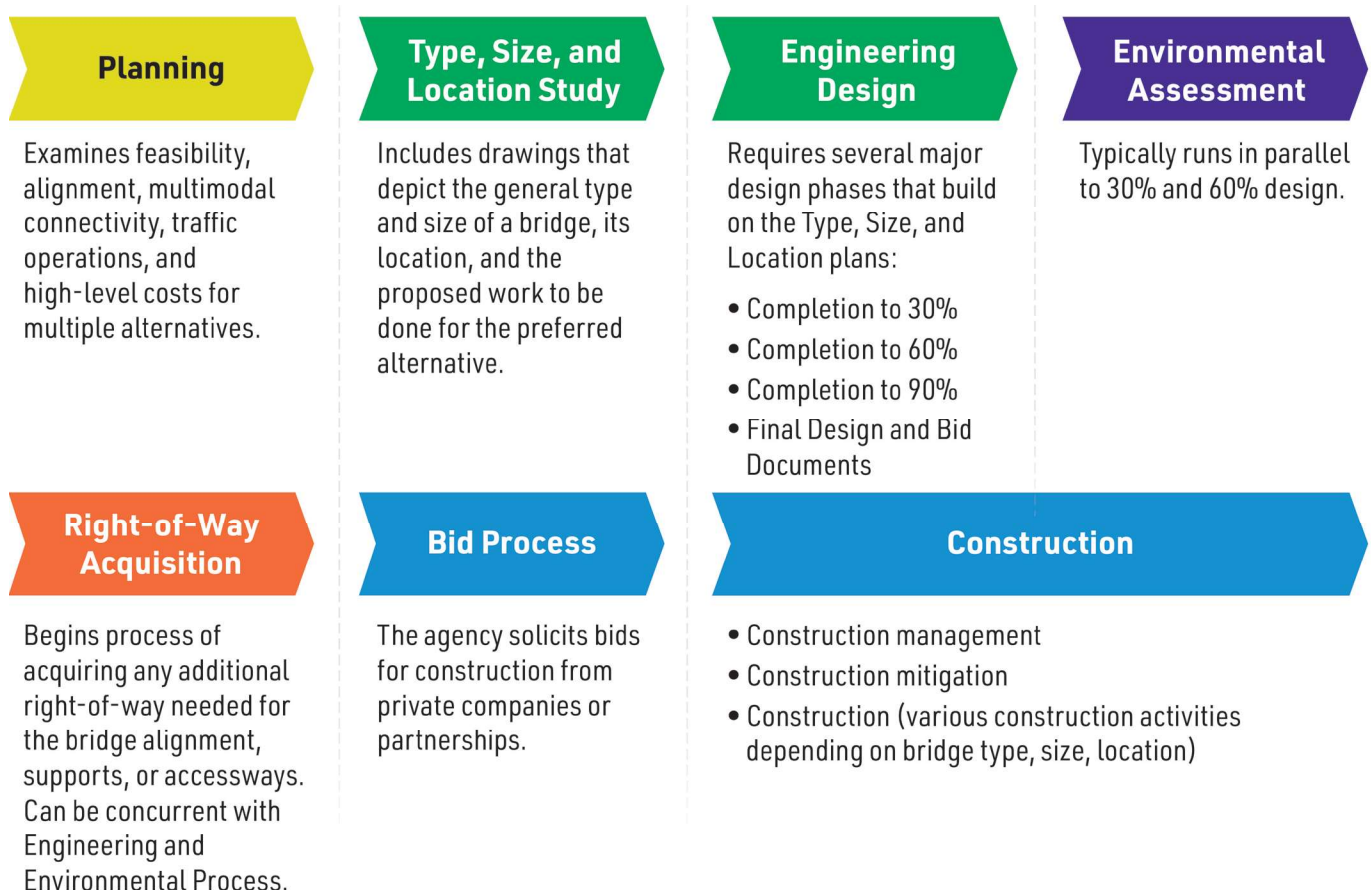 Planning
Examines feasibility,
alignment, multimodal
connectivity, traffic
operations, and
high-level costs for
multiple alternatives.
Type, Size, and
Location Study
Includes drawings that
depict the general type
and size of a bridge, its
location, and the
proposed work to be
done for the preferred
alternative.
Engineering
Design
Requires several major
design phases that build
on the Type, Size, and
Location plans:
• Completion to 30%
• Completion to 60%
• Completion to 90%
• Final Design and Bid
Documents
Environmental
Assessment
Typically runs in parallel
to 30% and 60% design.
Right-of-Way
Acquisition
Begins process of
acquiring any additional
right-of-way needed for
the bridge alignment,
supports, or accessways.
Can be concurrent with
Engineering and
Environmental Process.
Bid Process
The agency solicits bids
for construction from
private companies or
partnerships.
Construction
• Construction management
• Construction mitigation
• Construction (various construction activities
depending on bridge type, size, location)